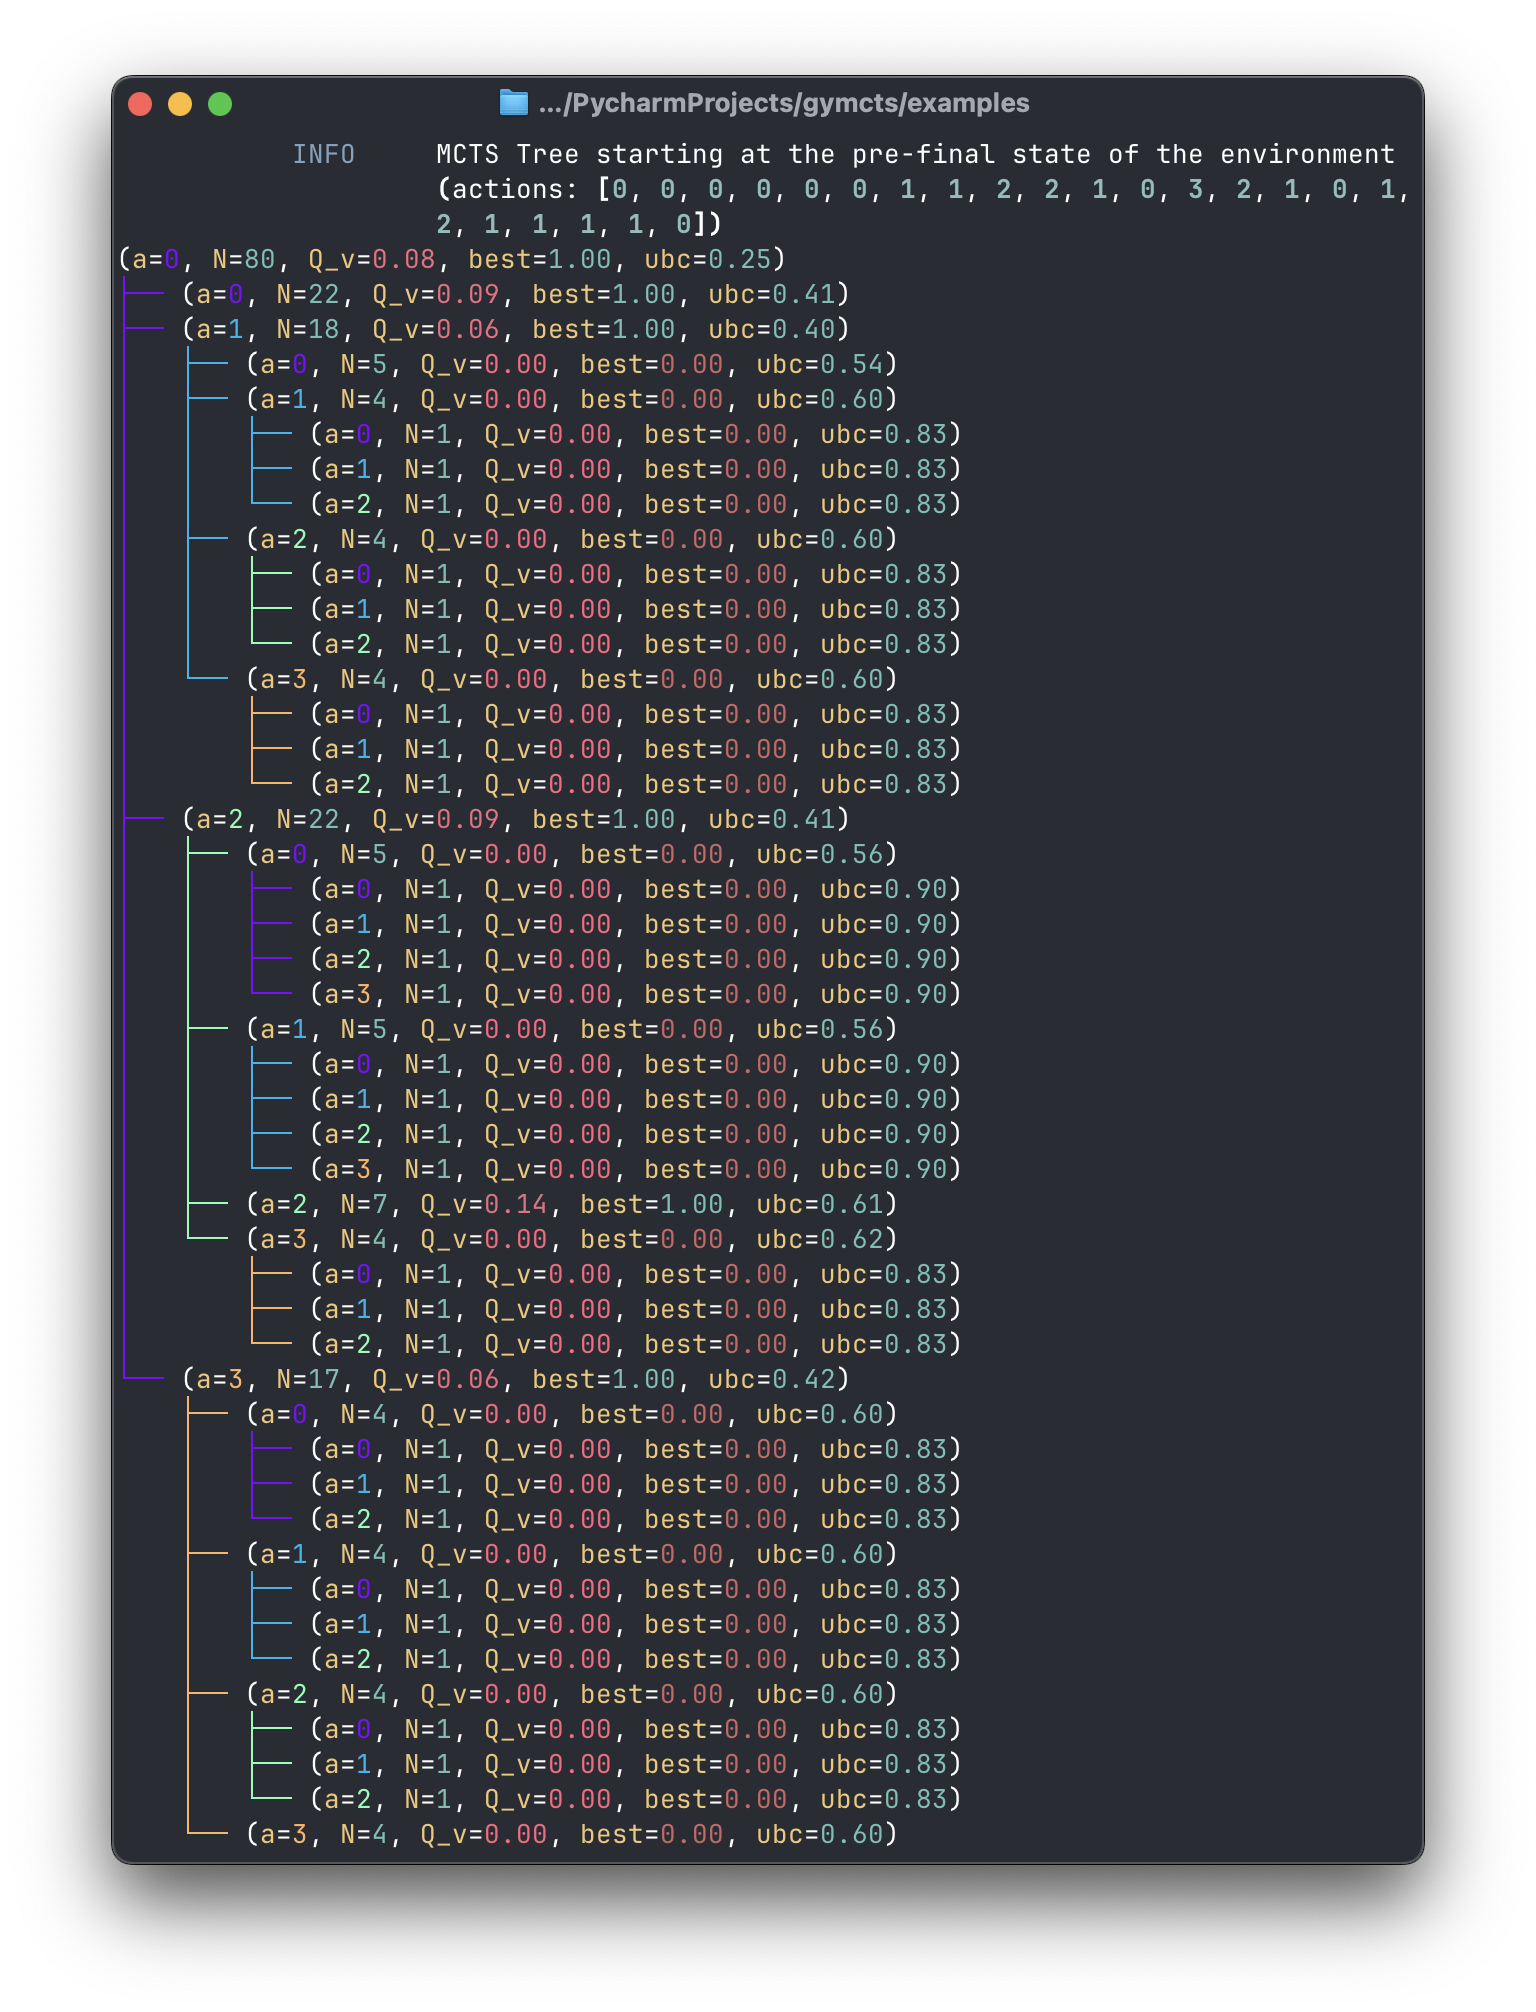 .../PycharmProjects/gymcts/examples
INFO MCTS Tree starting at the pre-final state of the environment
(actions: [0, 0, 0, 0, 0, 0, 1, 1, 2, 2, 1, 0, 3, 2, 1, 0, 1,
2, 1, 1, 1, 1, 0])
(a=0, N=80, Q_v=0.08, best=1.00, ubc=0.25)
(a=0, N=22, Q_v=0.09, best=1.00, ubc=0.41)
(a=1, N=18, Q_v=0.06, best=1.00, ubc=0.40)
(a=0, N=5, Q_v=0.00, best=0.00, ubc=0.54)
(a=1, N=4, Q_v=0.00, best=0.00, ubc=0.60)
(a=0, N=1, Q_v=0.00, best=0.00, ubc=0.83)
(a=1, N=1, Q_v=0.00, best=0.00, ubc=0.83)
(a=2, N=1, Q_v=0.00, best=0.00, ubc=0.83)
(a=2, N=4, Q_v=0.00, best=0.00, ubc=0.60)
(a=0, N=1, Q_v=0.00, best=0.00, ubc=0.83)
(a=1, N=1, Q_v=0.00, best=0.00, ubc=0.83)
(a=2, N=1, Q_v=0.00, best=0.00, ubc=0.83)
(a=3, N=4, Q_v=0.00, best=0.00, ubc=0.60)
(a=0, N=1, Q_v=0.00, best=0.00, ubc=0.83)
(a=1, N=1, Q_v=0.00, best=0.00, ubc=0.83)
(a=2, N=1, Q_v=0.00, best=0.00, ubc=0.83)
(a=2, N=22, Q_v=0.09, best=1.00, ubc=0.41)
(a=0, N=5, Q_v=0.00, best=0.00, ubc=0.56)
(a=0, N=1, Q_v=0.00, best=0.00, ubc=0.90)
(a=1, N=1, Q_v=0.00, best=0.00, ubc=0.90)
(a=2, N=1, Q_v=0.00, best=0.00, ubc=0.90)
(a=3, N=1, Q_v=0.00, best=0.00, ubc=0.90)
(a=1, N=5, Q_v=0.00, best=0.00, ubc=0.56)
(a=0, N=1, Q_v=0.00, best=0.00, ubc=0.90)
(a=1, N=1, Q_v=0.00, best=0.00, ubc=0.90)
(a=2, N=1, Q_v=0.00, best=0.00, ubc=0.90)
(a=3, N=1, Q_v=0.00, best=0.00, ubc=0.90)
(a=2, N=7, Q_v=0.14, best=1.00, ubc=0.61)
(a=3, N=4, Q_v=0.00, best=0.00, ubc=0.62)
(a=0, N=1, Q_v=0.00, best=0.00, ubc=0.83)
(a=1, N=1, Q_v=0.00, best=0.00, ubc=0.83)
(a=2, N=1, Q_v=0.00, best=0.00, ubc=0.83)
(a=3, N=17, Q_v=0.06, best=1.00, ubc=0.42)
(a=0, N=4, Q_v=0.00, best=0.00, ubc=0.60)
(a=0, N=1, Q_v=0.00, best=0.00, ubc=0.83)
(a=1, N=1, Q_v=0.00, best=0.00, ubc=0.83)
(a=2, N=1, Q_v=0.00, best=0.00, ubc=0.83)
(a=1, N=4, Q_v=0.00, best=0.00, ubc=0.60)
(a=0, N=1, Q_v=0.00, best=0.00, ubc=0.83)
(a=1, N=1, Q_v=0.00, best=0.00, ubc=0.83)
(a=2, N=1, Q_v=0.00, best=0.00, ubc=0.83)
(a=2, N=4, Q_v=0.00, best=0.00, ubc=0.60)
(a=0, N=1, Q_v=0.00, best=0.00, ubc=0.83)
(a=1, N=1, Q_v=0.00, best=0.00, ubc=0.83)
(a=2, N=1, Q_v=0.00, best=0.00, ubc=0.83)
(a=3, N=4, Q_v=0.00, best=0.00, ubc=0.60)